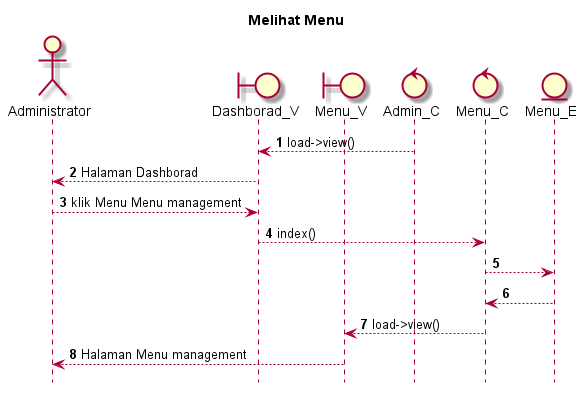 Melihat Menu
Administrator
Dashborad_V
Menu_V
Admin_C
Menu_C
Menu_E
1 load->view()
2 Halaman Dashborad
3 klik Menu Menu management
4 index()
5
6
7 load->view()
8 Halaman Menu management